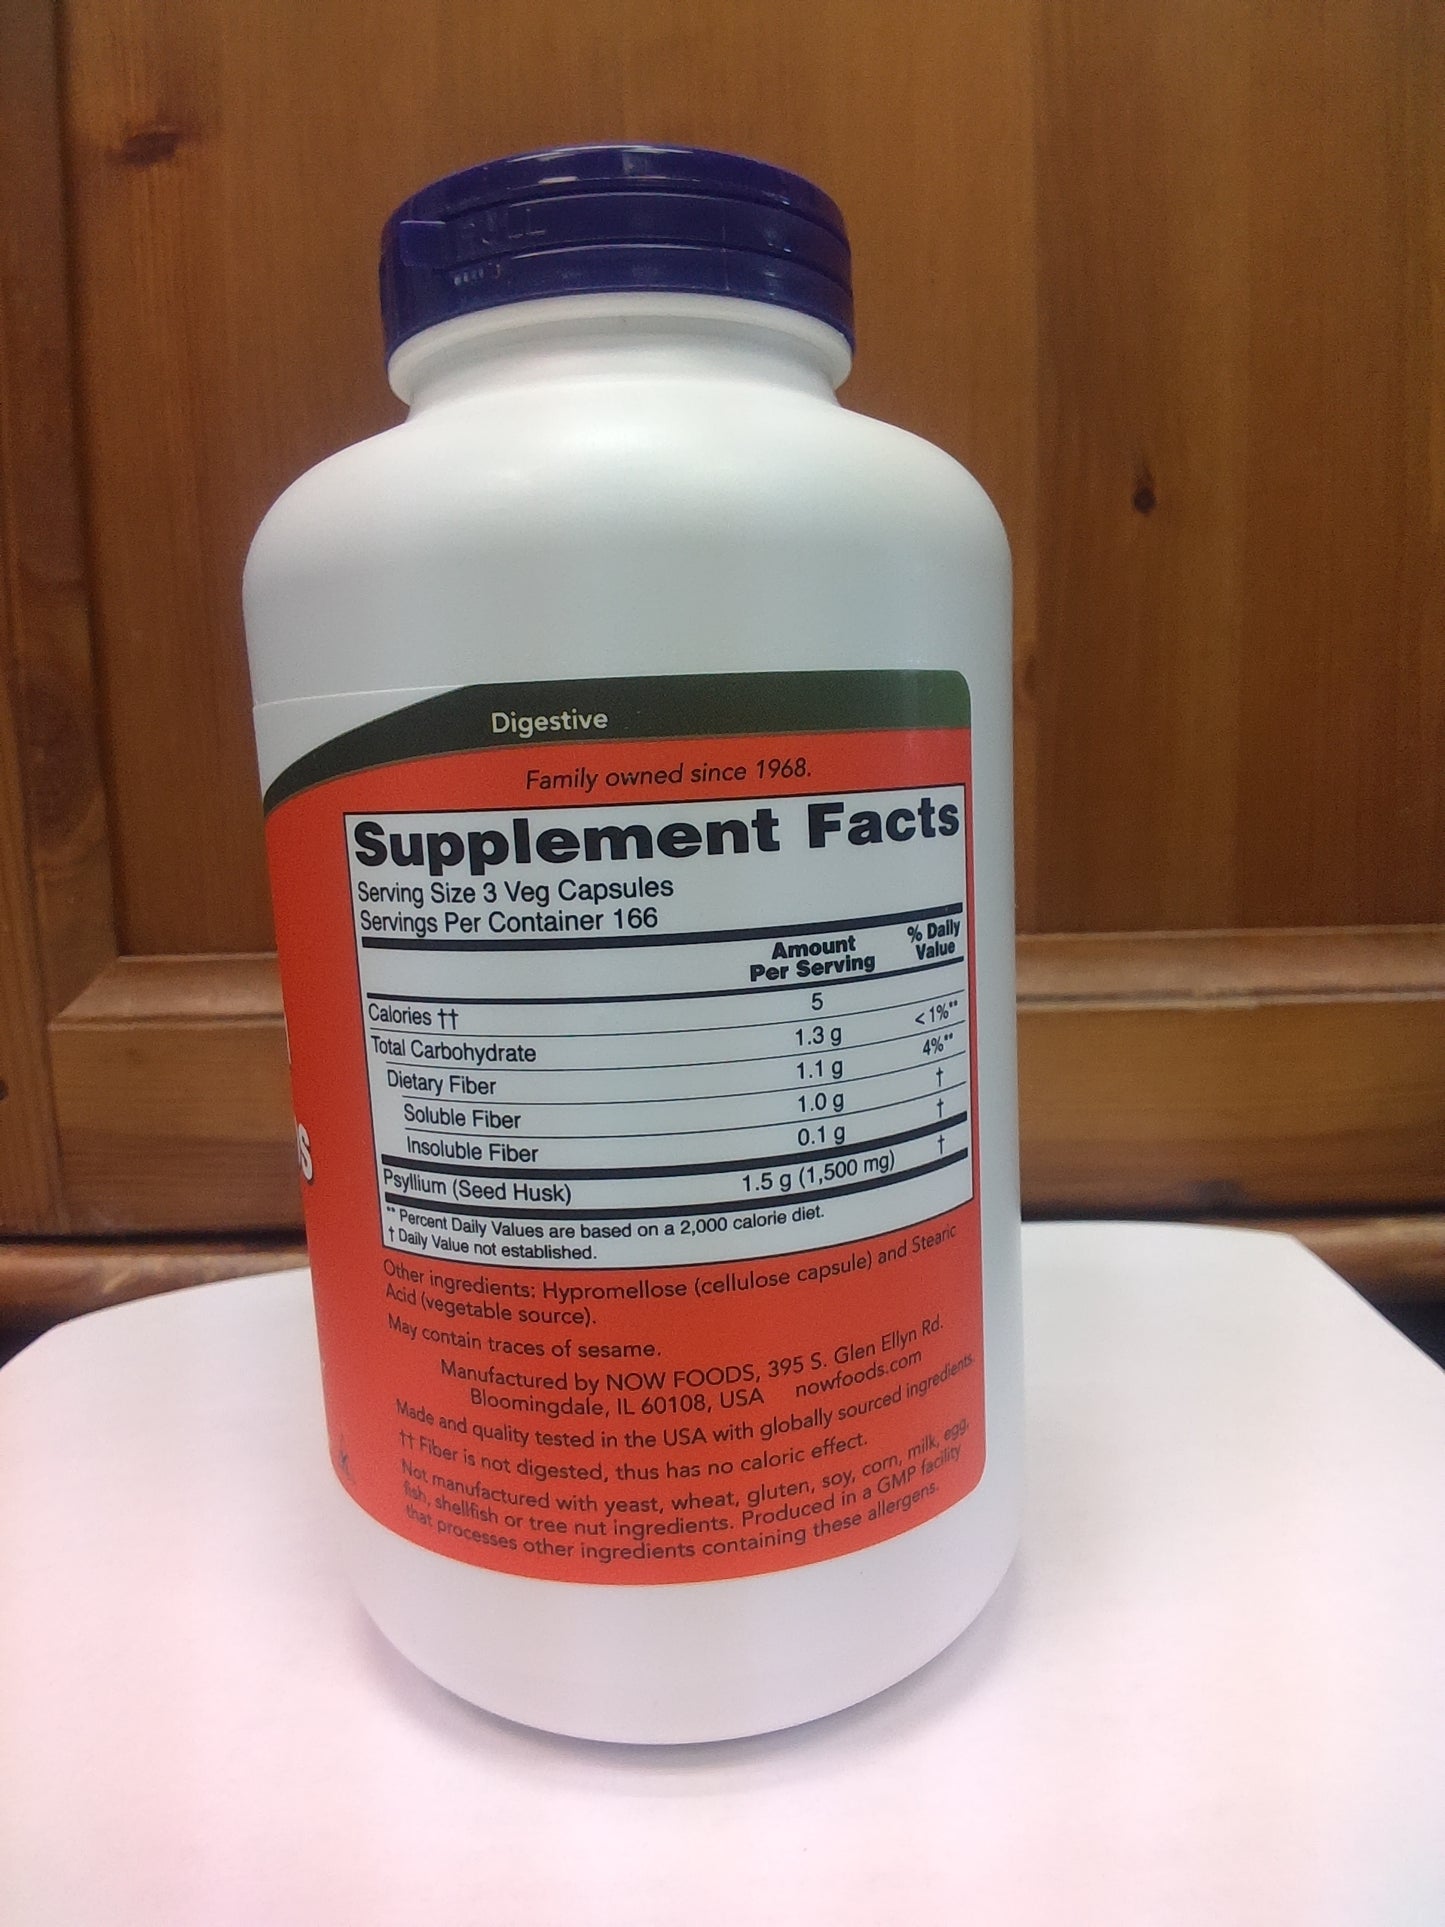 Digestive
Family owned since 1968.
Supplement Facts
Serving Size 3 Veg Capsules
Servings Per Container 166
Amount Per Serving % Daily Value
Calories †† 5
Total Carbohydrate 1.3 g <1%**
Dietary Fiber 1.1 g 4%**
Soluble Fiber 1.0 g †
Insoluble Fiber 0.1 g †
Psyllium (Seed Husk) 1.5 g (1,500 mg) †
** Percent Daily Values are based on a 2,000 calorie diet.
† Daily Value not established.
Other ingredients: Hypromellose (cellulose capsule) and Stearic
Acid (vegetable source).
May contain traces of sesame.
Manufactured by NOW FOODS, 395 S. Glen Ellyn Rd.
Bloomingdale, IL 60108, USA nowfoods.com
Made and quality tested in the USA with globally sourced ingredients.
†† Fiber is not digested, thus has no caloric effect.
Not manufactured with yeast, wheat, gluten, soy, corn, milk, egg,
fish, shellfish or tree nut ingredients. Produced in a GMP facility
that processes other ingredients containing these allergens.